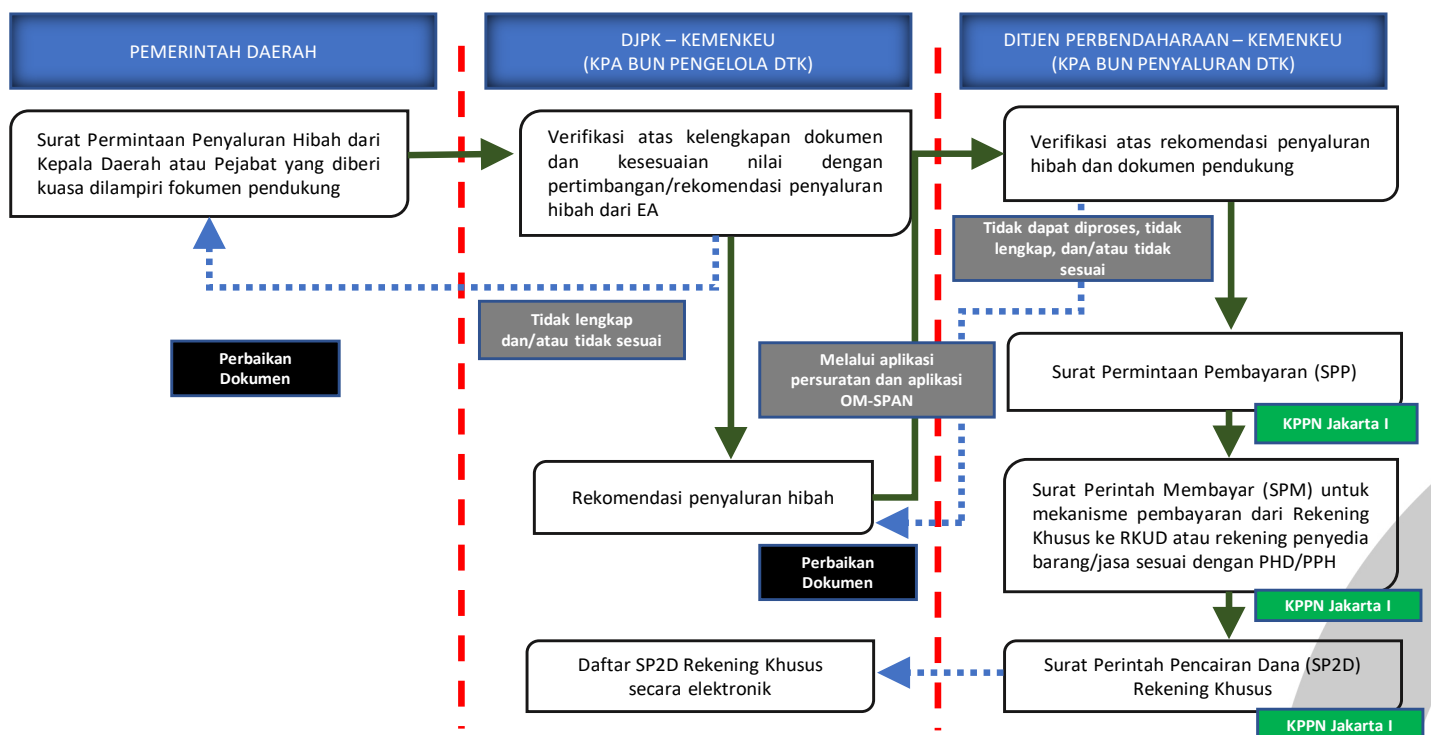 PEMERINTAH DAERAH
DJPK – KEMENKEU
(KPA BUN PENGELOLA DTK)
DITJEN PERBENDAHARAAN – KEMENKEU
(KPA BUN PENYALURAN DTK)
Surat Permintaan Penyaluran Hibah dari
Kepala Daerah atau Pejabat yang diberi
kuasa dilampiri fokumen pendukung
Verifikasi atas kelengkapan dokumen
dan kesesuaian nilai dengan
pertimbangan/rekomendasi penyaluran
hibah dari EA
Verifikasi atas rekomendasi penyaluran
hibah dan dokumen pendukung
Tidak dapat diproses, tidak
lengkap, dan/atau tidak
sesuai
Tidak lengkap
dan/atau tidak sesuai
Perbaikan
Dokumen
Melalui aplikasi
persuratan dan aplikasi
OM-SPAN
Surat Permintaan Pembayaran (SPP)
KPPN Jakarta I
Rekomendasi penyaluran hibah
Surat Perintah Membayar (SPM) untuk
mekanisme pembayaran dari Rekening
Khusus ke RKUD atau rekening penyedia
barang/jasa sesuai dengan PHD/PPH
Perbaikan
Dokumen
KPPN Jakarta I
Daftar SP2D Rekening Khusus
secara elektronik
Surat Perintah Pencairan Dana (SP2D)
Rekening Khusus
KPPN Jakarta I